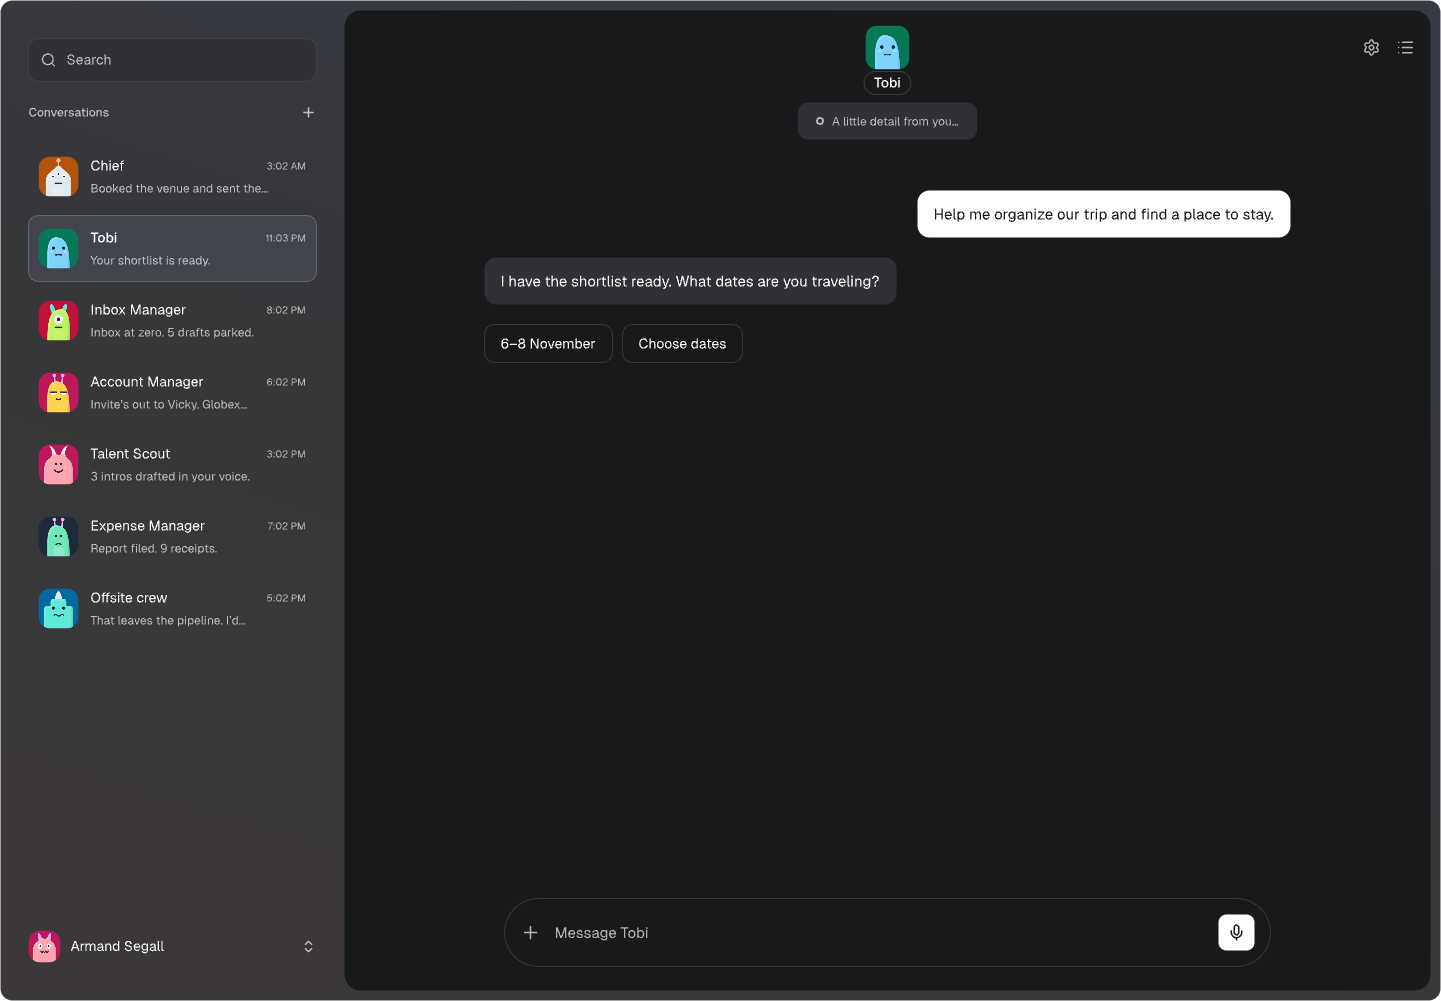 Search
Conversations
Chief
3:02 AM
Booked the venue and sent the...
Tobi
11:03 PM
Your shortlist is ready.
Inbox Manager
8:02 PM
Inbox at zero. 5 drafts parked.
Account Manager
6:02 PM
Invite's out to Vicky. Globex...
Talent Scout
3:02 PM
3 intros drafted in your voice.
Expense Manager
7:02 PM
Report filed. 9 receipts.
Offsite crew
5:02 PM
That leaves the pipeline. I'd...
Armand Segall
Tobi
A little detail from you...
Help me organize our trip and find a place to stay.
I have the shortlist ready. What dates are you traveling?
6–8 November
Choose dates
Message Tobi